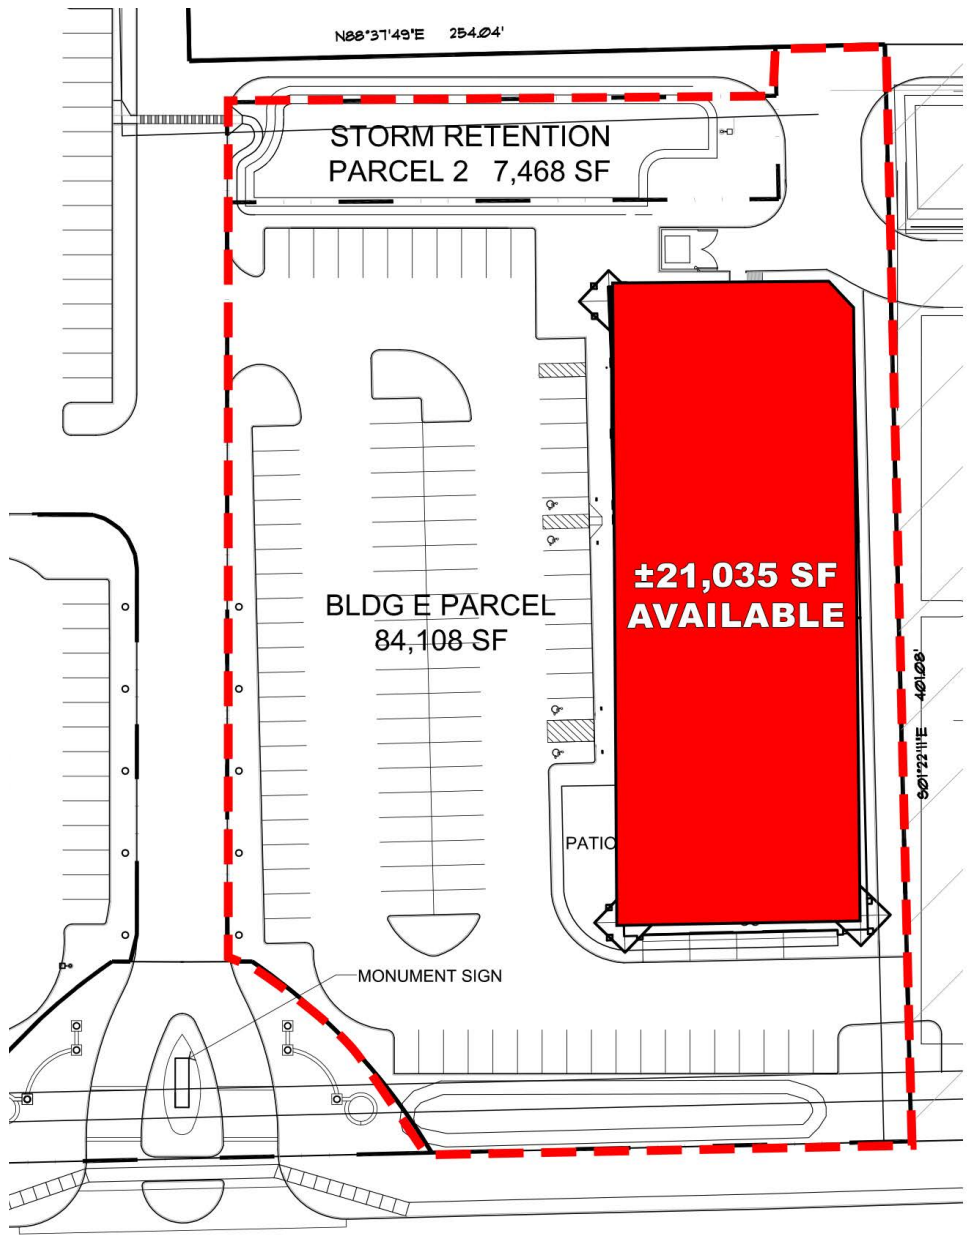 N88°37'49"E 254.04'
STORM RETENTION
PARCEL 2 7,468 SF
±21,035 SF
AVAILABLE
BLDG E PARCEL
84,108 SF
S01°22'11"E 401.08'
PATIO
MONUMENT SIGN